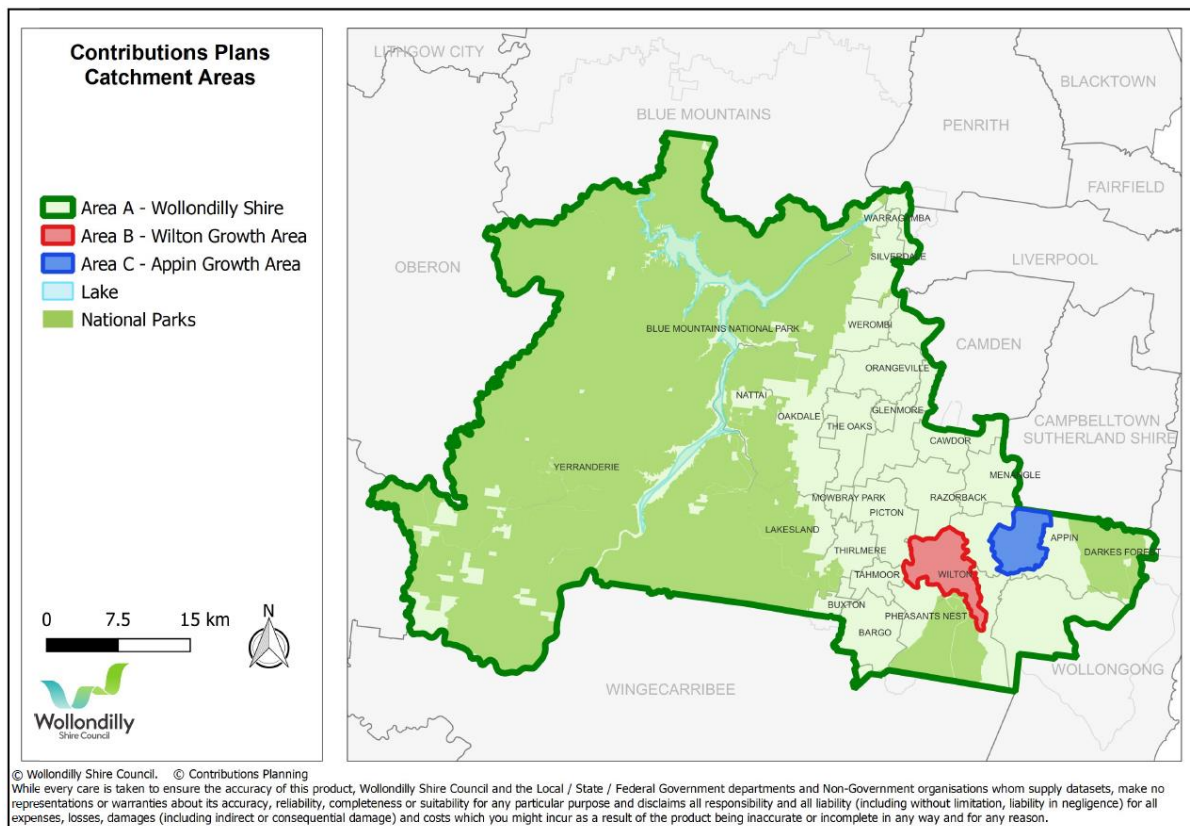 Contributions Plans
Catchment Areas
Area A - Wollondilly Shire
Area B - Wilton Growth Area
Area C - Appin Growth Area
Lake
National Parks
0 7.5 15 km
N
Wollondilly
Shire Council
LITHGOW CITY
BLACKTOWN
BLUE MOUNTAINS
PENRITH
FAIRFIELD
WARRAGAMBA
SILVERDALE
LIVERPOOL
OBERON
BLUE MOUNTAINS NATIONAL PARK
WEROMBI
CAMDEN
ORANGEVILLE
NATTAI
OAKDALE
GLENMORE
THE OAKS
CAMPBELLTOWN
SUTHERLAND SHIRE
CAWDOR
YERRANDERIE
MENANGLE
MOWBRAY PARK
RAZORBACK
PICTON
LAKESLAND
APPIN
THIRLMERE
DARKES FOREST
TAHMOOR
WILTON
BUXTON
PHEASANTS NEST
BARGO
WOLLONGONG
WINGECARRIBEE
© Wollondilly Shire Council. © Contributions Planning
While every care is taken to ensure the accuracy of this product, Wollondilly Shire Council and the Local / State / Federal Government departments and Non-Government organisations whom supply datasets, make no
representations or warranties about its accuracy, reliability, completeness or suitability for any particular purpose and disclaims all responsibility and all liability (including without limitation, liability in negligence) for all
expenses, losses, damages (including indirect or consequential damage) and costs which you might incur as a result of the product being inaccurate or incomplete in any way and for any reason.